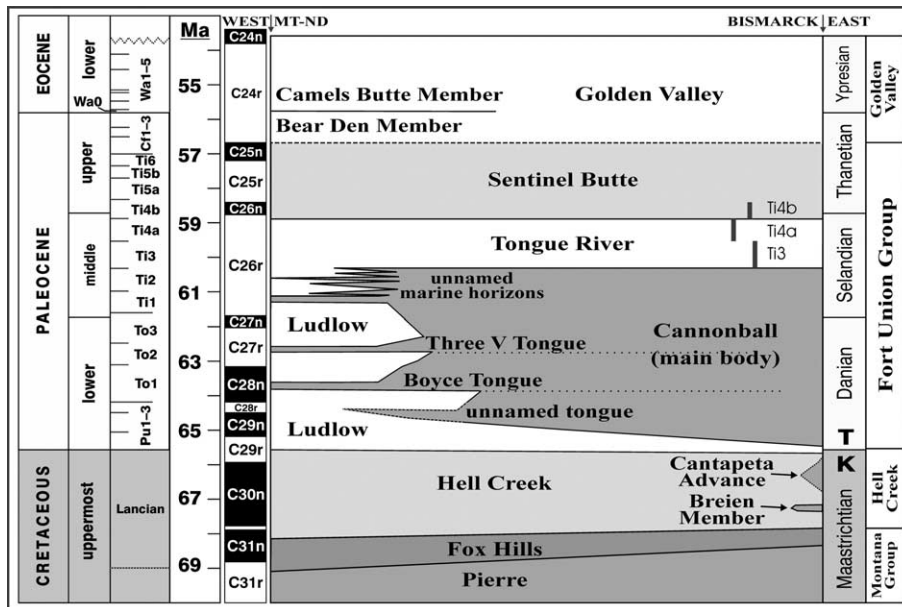 WEST MT-ND BISMARCK EAST
Ma
EOCENE
PALEOCENE
CRETACEOUS
lower
upper
middle
lower
uppermost
Wa1–5
Wa0
Cf1–3
Ti6
Ti5b
Ti5a
Ti4b
Ti4a
Ti3
Ti2
Ti1
To3
To2
To1
Pu1–3
Lancian
55
57
59
61
63
65
67
69
C24n
C24r
C25n
C25r
C26n
C26r
C27n
C27r
C28n
C28r
C29n
C29r
C30n
C31n
C31r
Camels Butte Member
Golden Valley
Bear Den Member
Sentinel Butte
Ti4b
Ti4a
Ti3
Tongue River
unnamed
marine horizons
Ludlow
Cannonball
(main body)
Three V Tongue
Boyce Tongue
unnamed tongue
Ludlow
Hell Creek
Cantapeta
Advance
Breien
Member
Fox Hills
Pierre
T
K
Ypresian
Thanetian
Selandian
Danian
Maastrichtian
Golden
Valley
Fort Union Group
Hell
Creek
Montana
Group